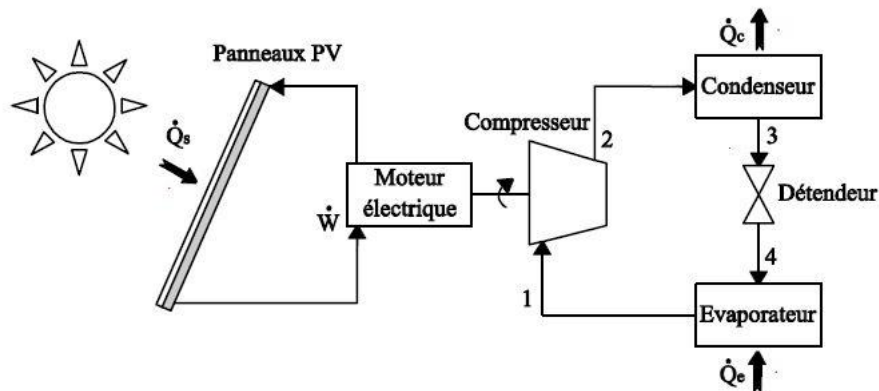 Panneaux PV
Q̇s
Moteur
électrique
Ẇ
Compresseur
2
Q̇c
Condenseur
3
Détendeur
4
1
Evaporateur
Q̇e